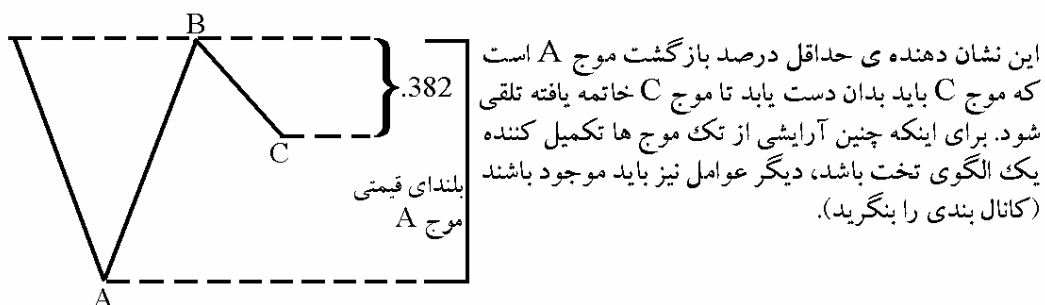 B
این نشان دهنده ی حداقل درصد بازگشت موج A است
که موج C باید بدان دست یابد تا موج C خاتمه یافته تلقی
شود. برای اینکه چنین آرایشی از تک موج ها تکمیل کننده
یک الگوی تخت باشد، دیگر عوامل نیز باید موجود باشند
(کانال بندی را بنگرید).
.382
C
بلندای قیمتی
موج A
A